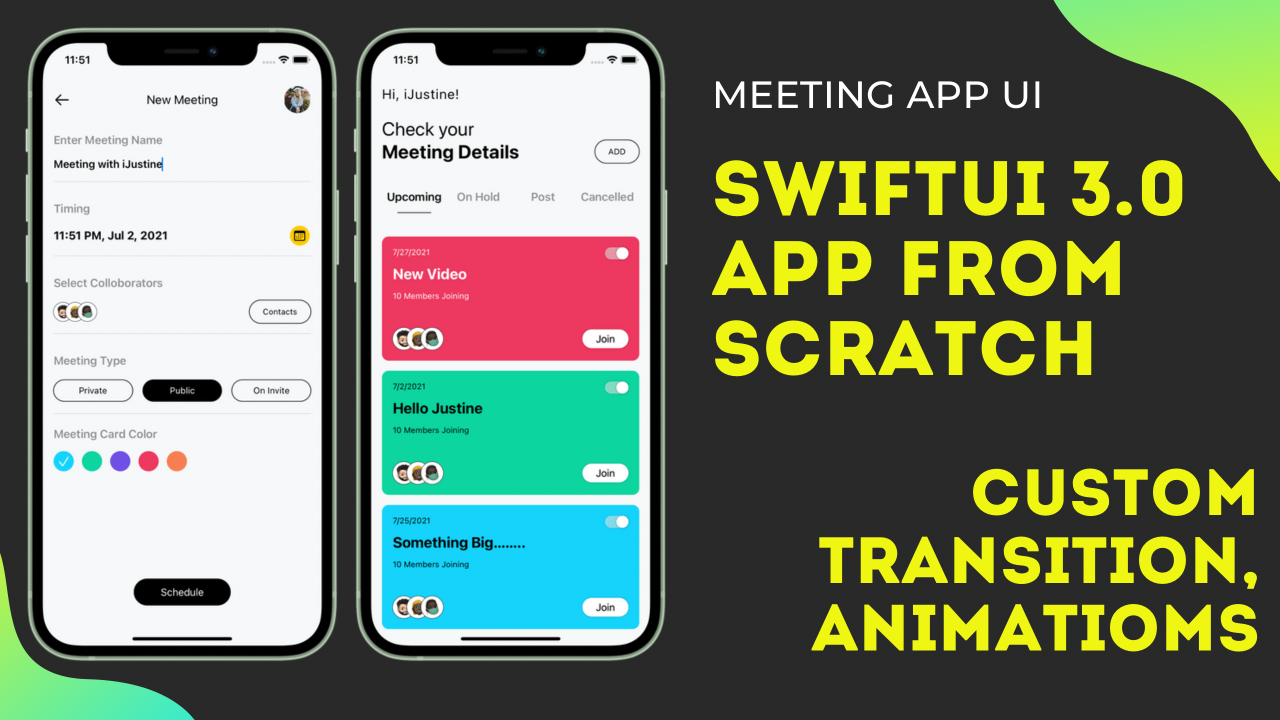 11:51
New Meeting
Enter Meeting Name
Meeting with iJustine
Timing
11:51 PM, Jul 2, 2021
Select Colloborators
Contacts
Meeting Type
Private Public On Invite
Meeting Card Color
Schedule
11:51
Hi, iJustine!
Check your
Meeting Details
ADD
Upcoming On Hold Post Cancelled
7/27/2021
New Video
10 Members Joining
Join
7/2/2021
Hello Justine
10 Members Joining
Join
7/25/2021
Something Big........
10 Members Joining
Join
MEETING APP UI
SWIFTUI 3.0
APP FROM
SCRATCH
CUSTOM
TRANSITION,
ANIMATIOMS